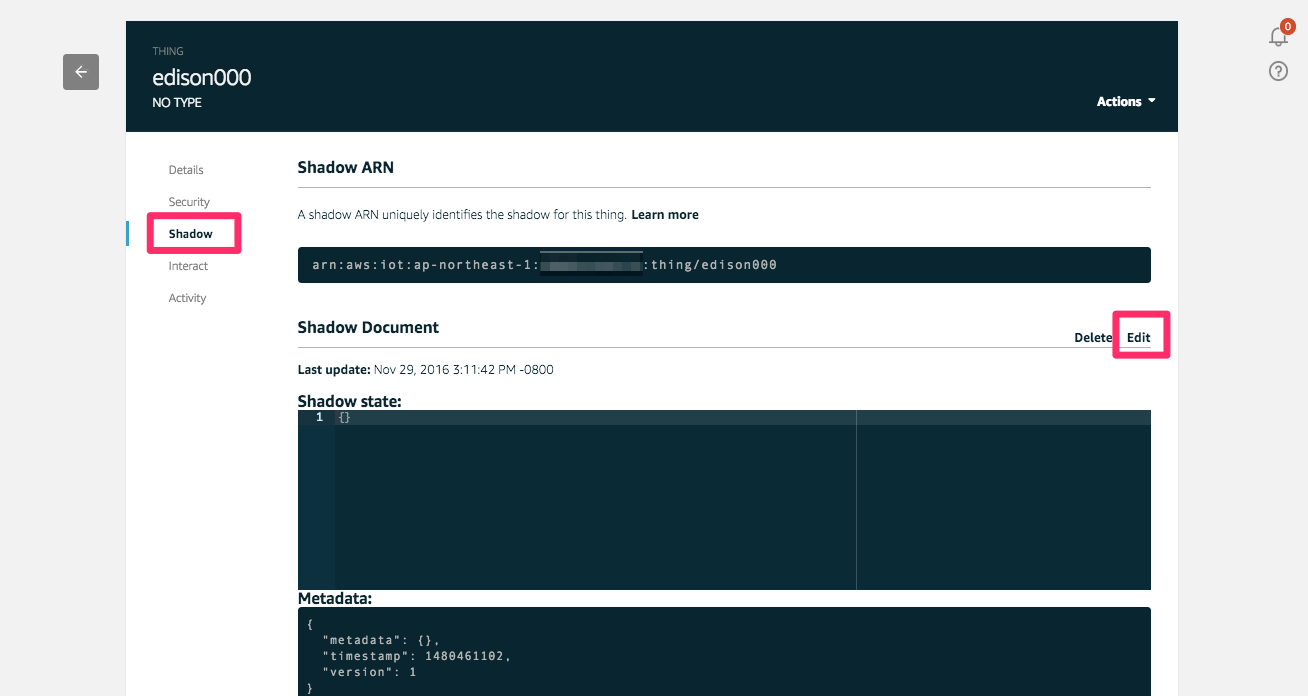 0
THING
edison000
NO TYPE
Actions
Details
Security
Shadow
Interact
Activity
Shadow ARN
A shadow ARN uniquely identifies the shadow for this thing. Learn more
arn:aws:iot:ap-northeast-1: :thing/edison000
Shadow Document
Delete Edit
Last update: Nov 29, 2016 3:11:42 PM -0800
Shadow state:
1 {}
Metadata:
{
"metadata": {},
"timestamp": 1480461102,
"version": 1
}